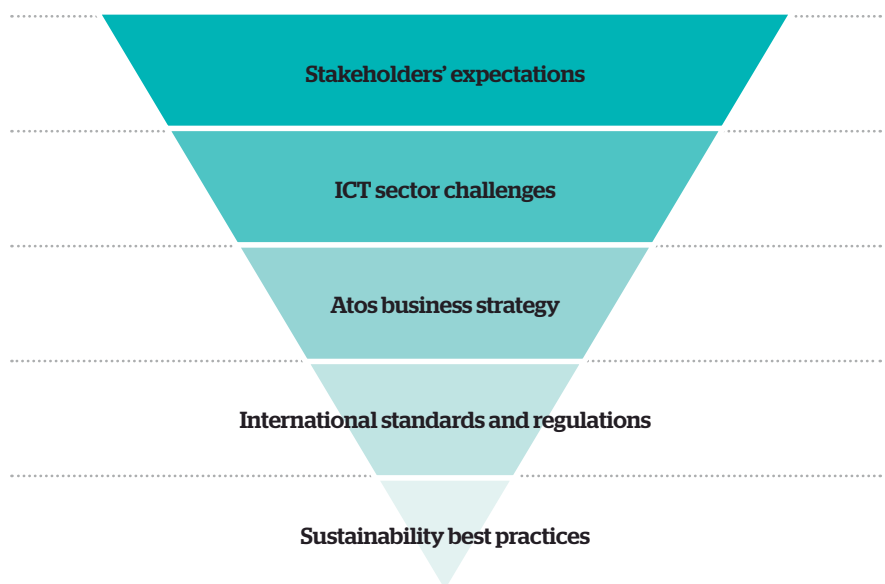 Stakeholders’ expectations
ICT sector challenges
Atos business strategy
International standards and regulations
Sustainability best practices